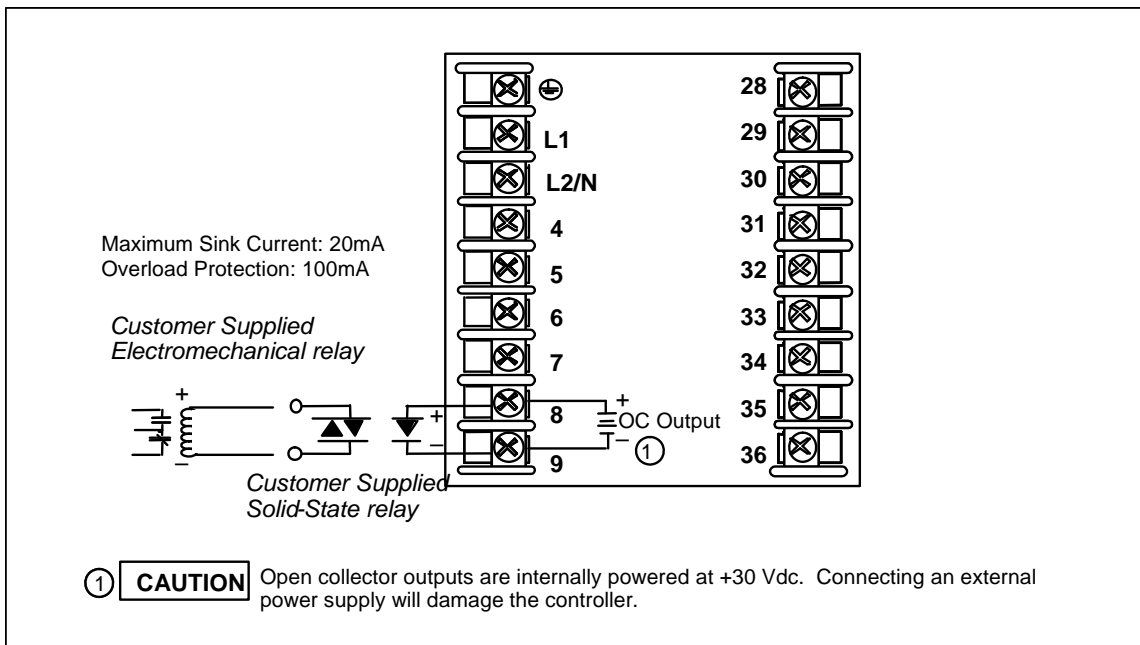 L1
L2/N
4
5
6
7
8
9
28
29
30
31
32
33
34
35
36
Maximum Sink Current: 20mA
Overload Protection: 100mA
Customer Supplied
Electromechanical relay
+
−
+
−
+
OC Output
−
1
Customer Supplied
Solid-State relay
1 CAUTION Open collector outputs are internally powered at +30 Vdc. Connecting an external
power supply will damage the controller.